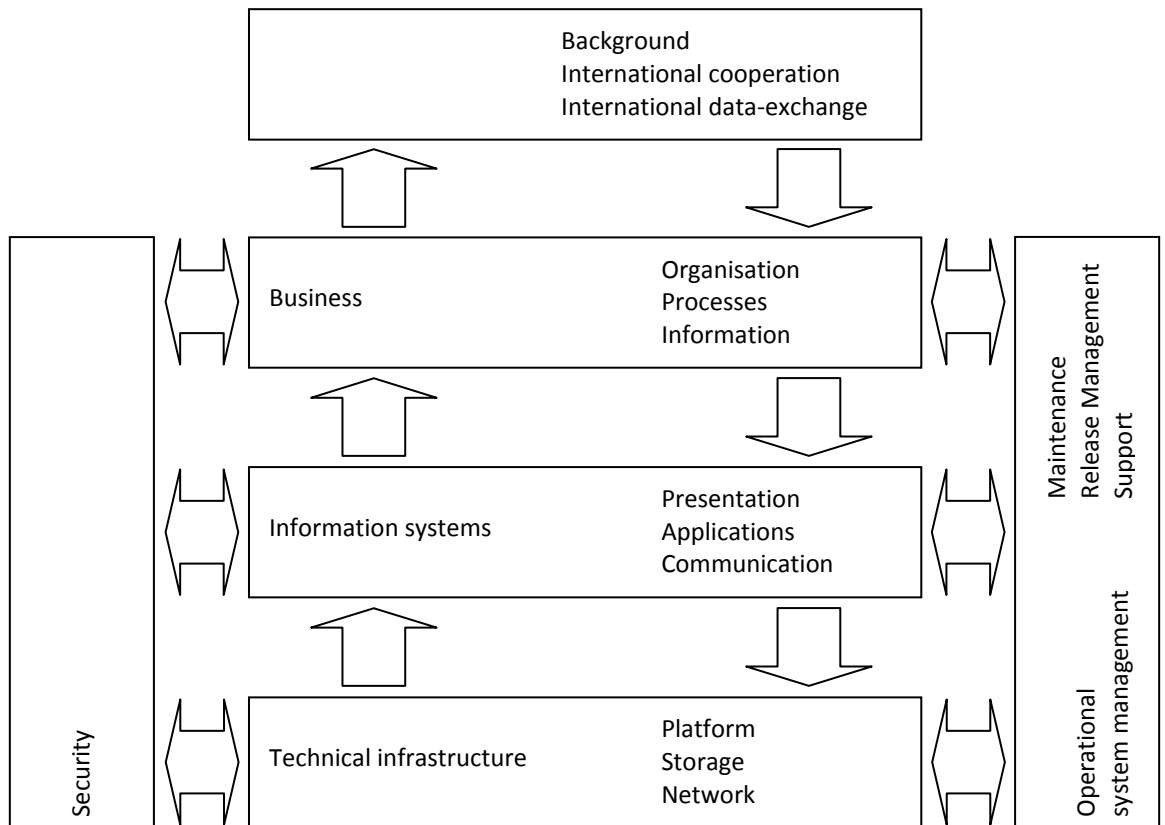 Background
International cooperation
International data-exchange
Business
Organisation
Processes
Information
Information systems
Presentation
Applications
Communication
Technical infrastructure
Platform
Storage
Network
Security
Maintenance
Release Management
Support
Operational
system management